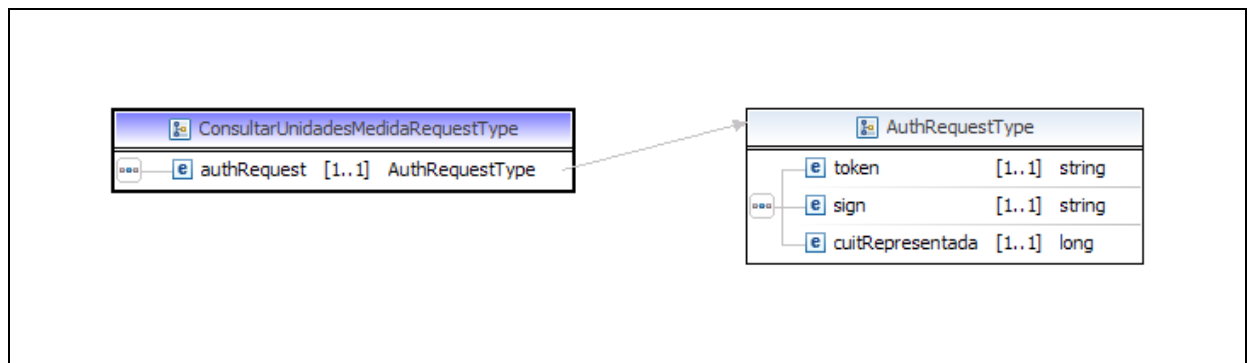 ConsultarUnidadesMedidaRequestType
e authRequest [1..1] AuthRequestType
AuthRequestType
e token [1..1] string
e sign [1..1] string
e cuitRepresentada [1..1] long